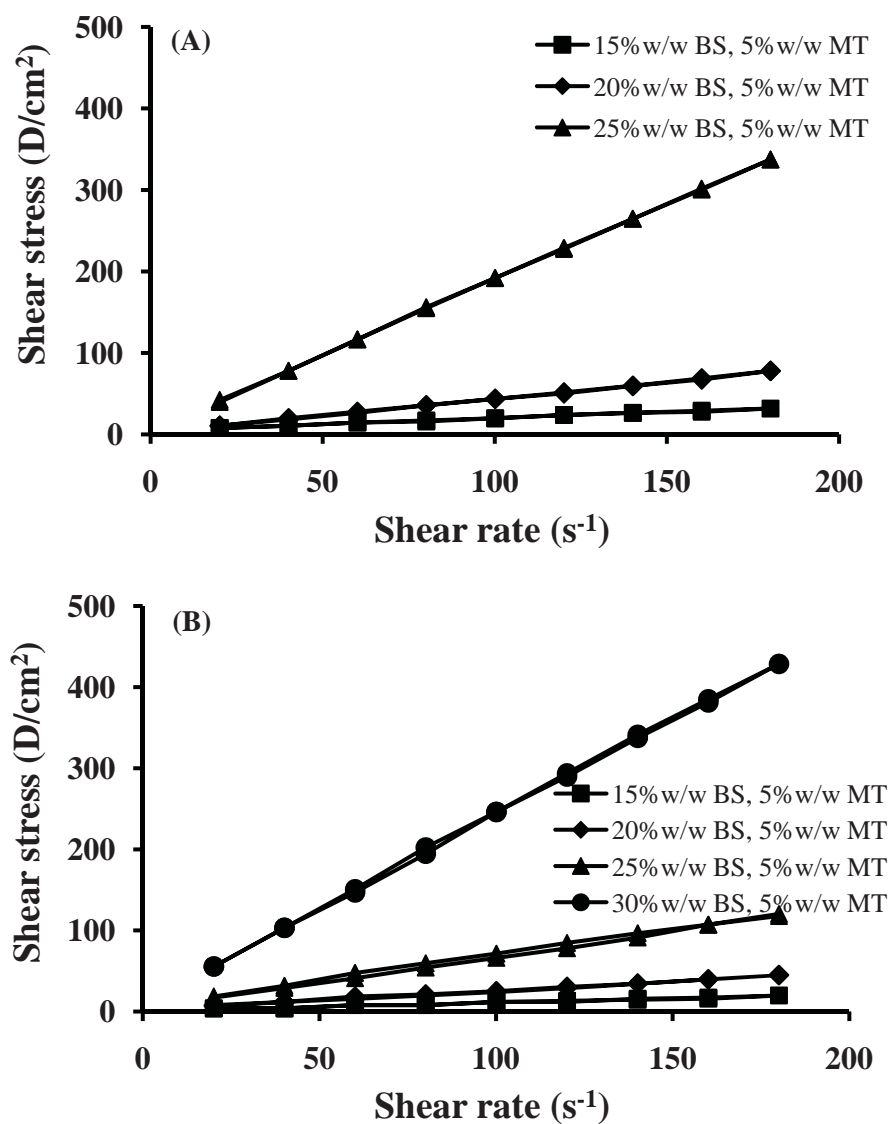 (A)
500
400
300
200
100
0
Shear stress (D/cm²)
15%w/w BS, 5%w/w MT
20%w/w BS, 5%w/w MT
25%w/w BS, 5%w/w MT
0 50 100 150 200
Shear rate (s⁻¹)
(B)
500
400
300
200
100
0
Shear stress (D/cm²)
15%w/w BS, 5%w/w MT
20%w/w BS, 5%w/w MT
25%w/w BS, 5%w/w MT
30%w/w BS, 5%w/w MT
0 50 100 150 200
Shear rate (s⁻¹)